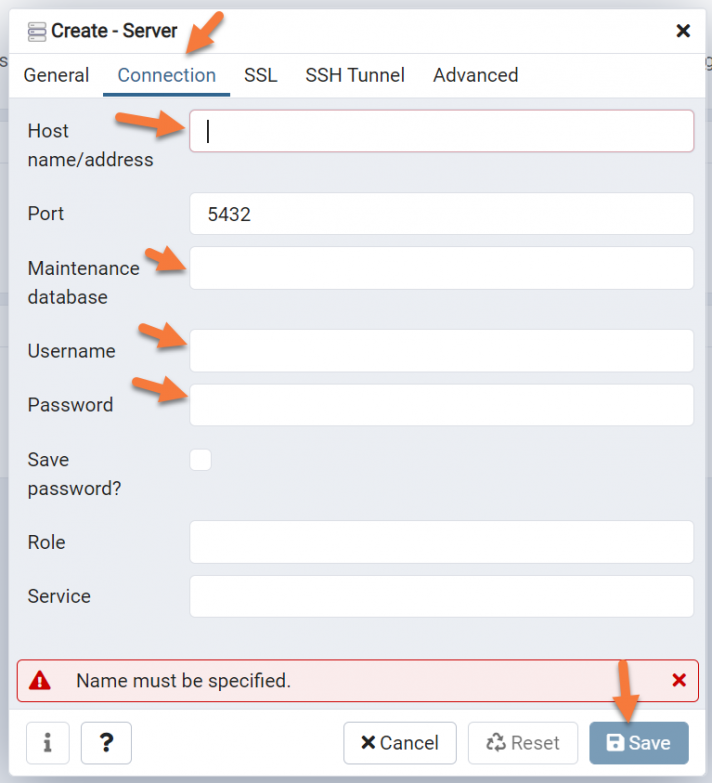 Create - Server
General Connection SSL SSH Tunnel Advanced
Host
name/address
Port 5432
Maintenance
database
Username
Password
Save
password?
Role
Service
Name must be specified.
i ? Cancel Reset Save